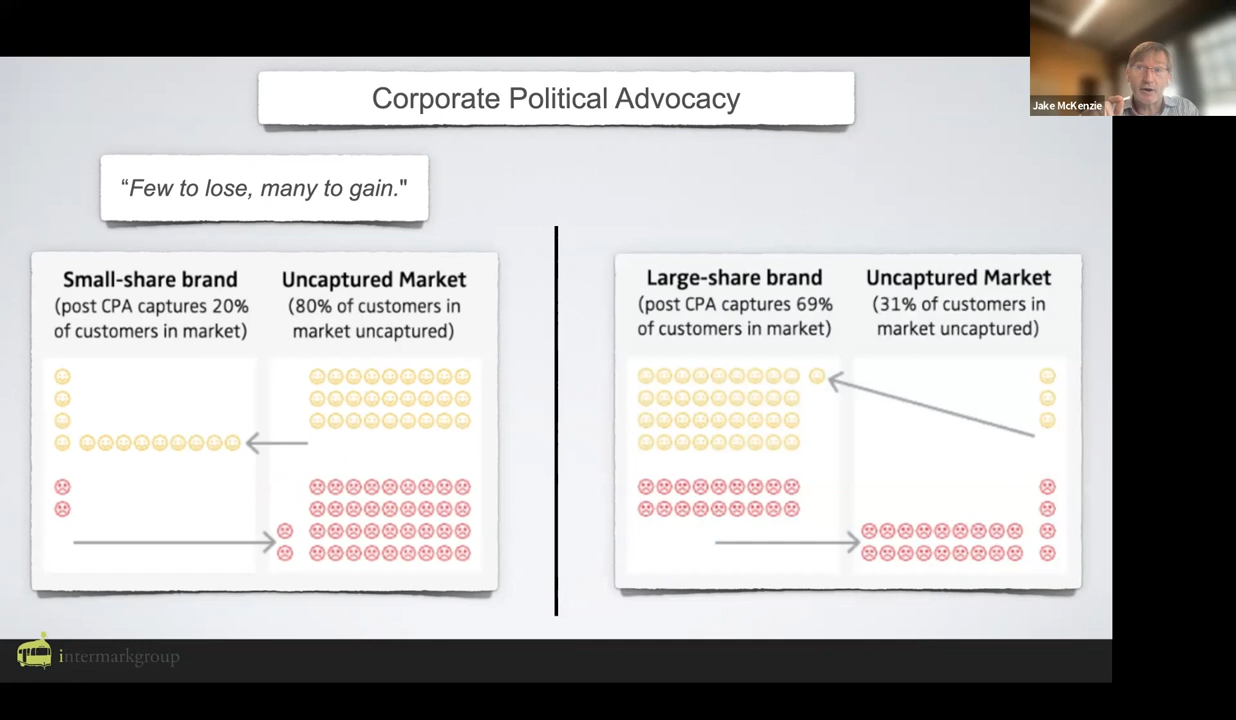 Corporate Political Advocacy
Jake McKenzie
“Few to lose, many to gain."
Small-share brand
(post CPA captures 20%
of customers in market)
Uncaptured Market
(80% of customers in
market uncaptured)
Large-share brand
(post CPA captures 69%
of customers in market)
Uncaptured Market
(31% of customers in
market uncaptured)
intermarkgroup